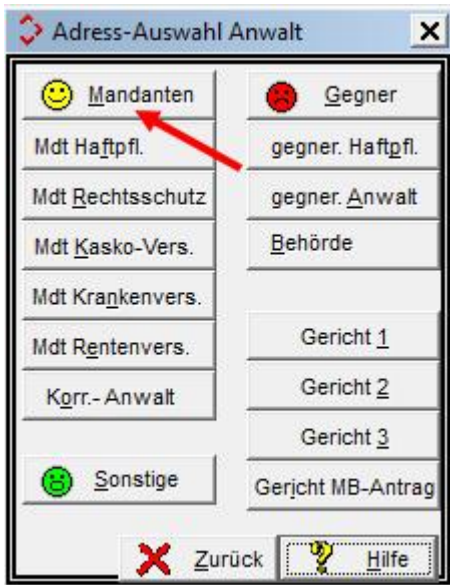 Adress-Auswahl Anwalt
Mandanten
Mdt Haftpfl.
Mdt Rechtsschutz
Mdt Kasko-Vers.
Mdt Krankenvers.
Mdt Rentenvers.
Korr.- Anwalt
Sonstige
Gegner
gegner. Haftpfl.
gegner. Anwalt
Behörde
Gericht 1
Gericht 2
Gericht 3
Gericht MB-Antrag
Zurück
Hilfe